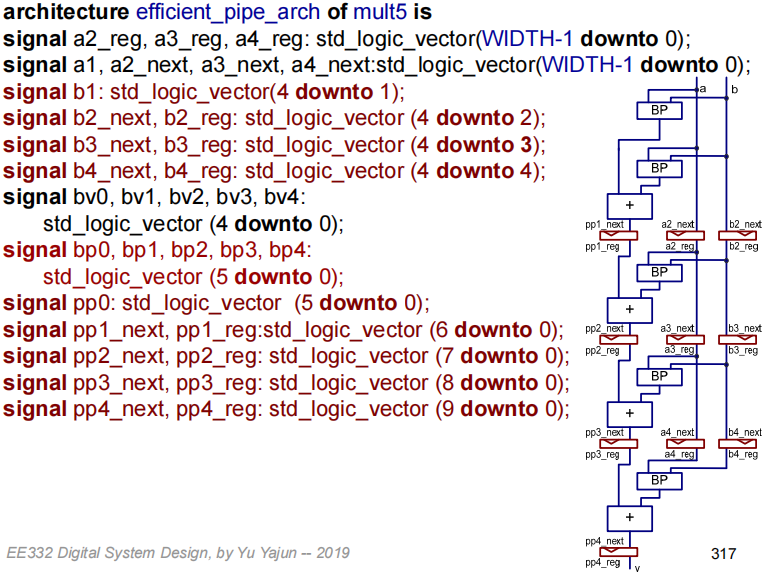 architecture efficient_pipe_arch of mult5 is
signal a2_reg, a3_reg, a4_reg: std_logic_vector(WIDTH-1 downto 0);
signal a1, a2_next, a3_next, a4_next:std_logic_vector(WIDTH-1 downto 0);
signal b1: std_logic_vector(4 downto 1);
signal b2_next, b2_reg: std_logic_vector (4 downto 2);
signal b3_next, b3_reg: std_logic_vector (4 downto 3);
signal b4_next, b4_reg: std_logic_vector (4 downto 4);
signal bv0, bv1, bv2, bv3, bv4:
std_logic_vector (4 downto 0);
signal bp0, bp1, bp2, bp3, bp4:
std_logic_vector (5 downto 0);
signal pp0: std_logic_vector (5 downto 0);
signal pp1_next, pp1_reg:std_logic_vector (6 downto 0);
signal pp2_next, pp2_reg: std_logic_vector (7 downto 0);
signal pp3_next, pp3_reg: std_logic_vector (8 downto 0);
signal pp4_next, pp4_reg: std_logic_vector (9 downto 0);
a b
BP
BP
+
pp1_next a2_next b2_next
pp1_reg a2_reg b2_reg
BP
+
pp2_next a3_next b3_next
pp2_reg a3_reg b3_reg
BP
+
pp3_next a4_next b4_next
pp3_reg a4_reg b4_reg
BP
+
pp4_next
pp4_reg
y
EE332 Digital System Design, by Yu Yajun -- 2019
317